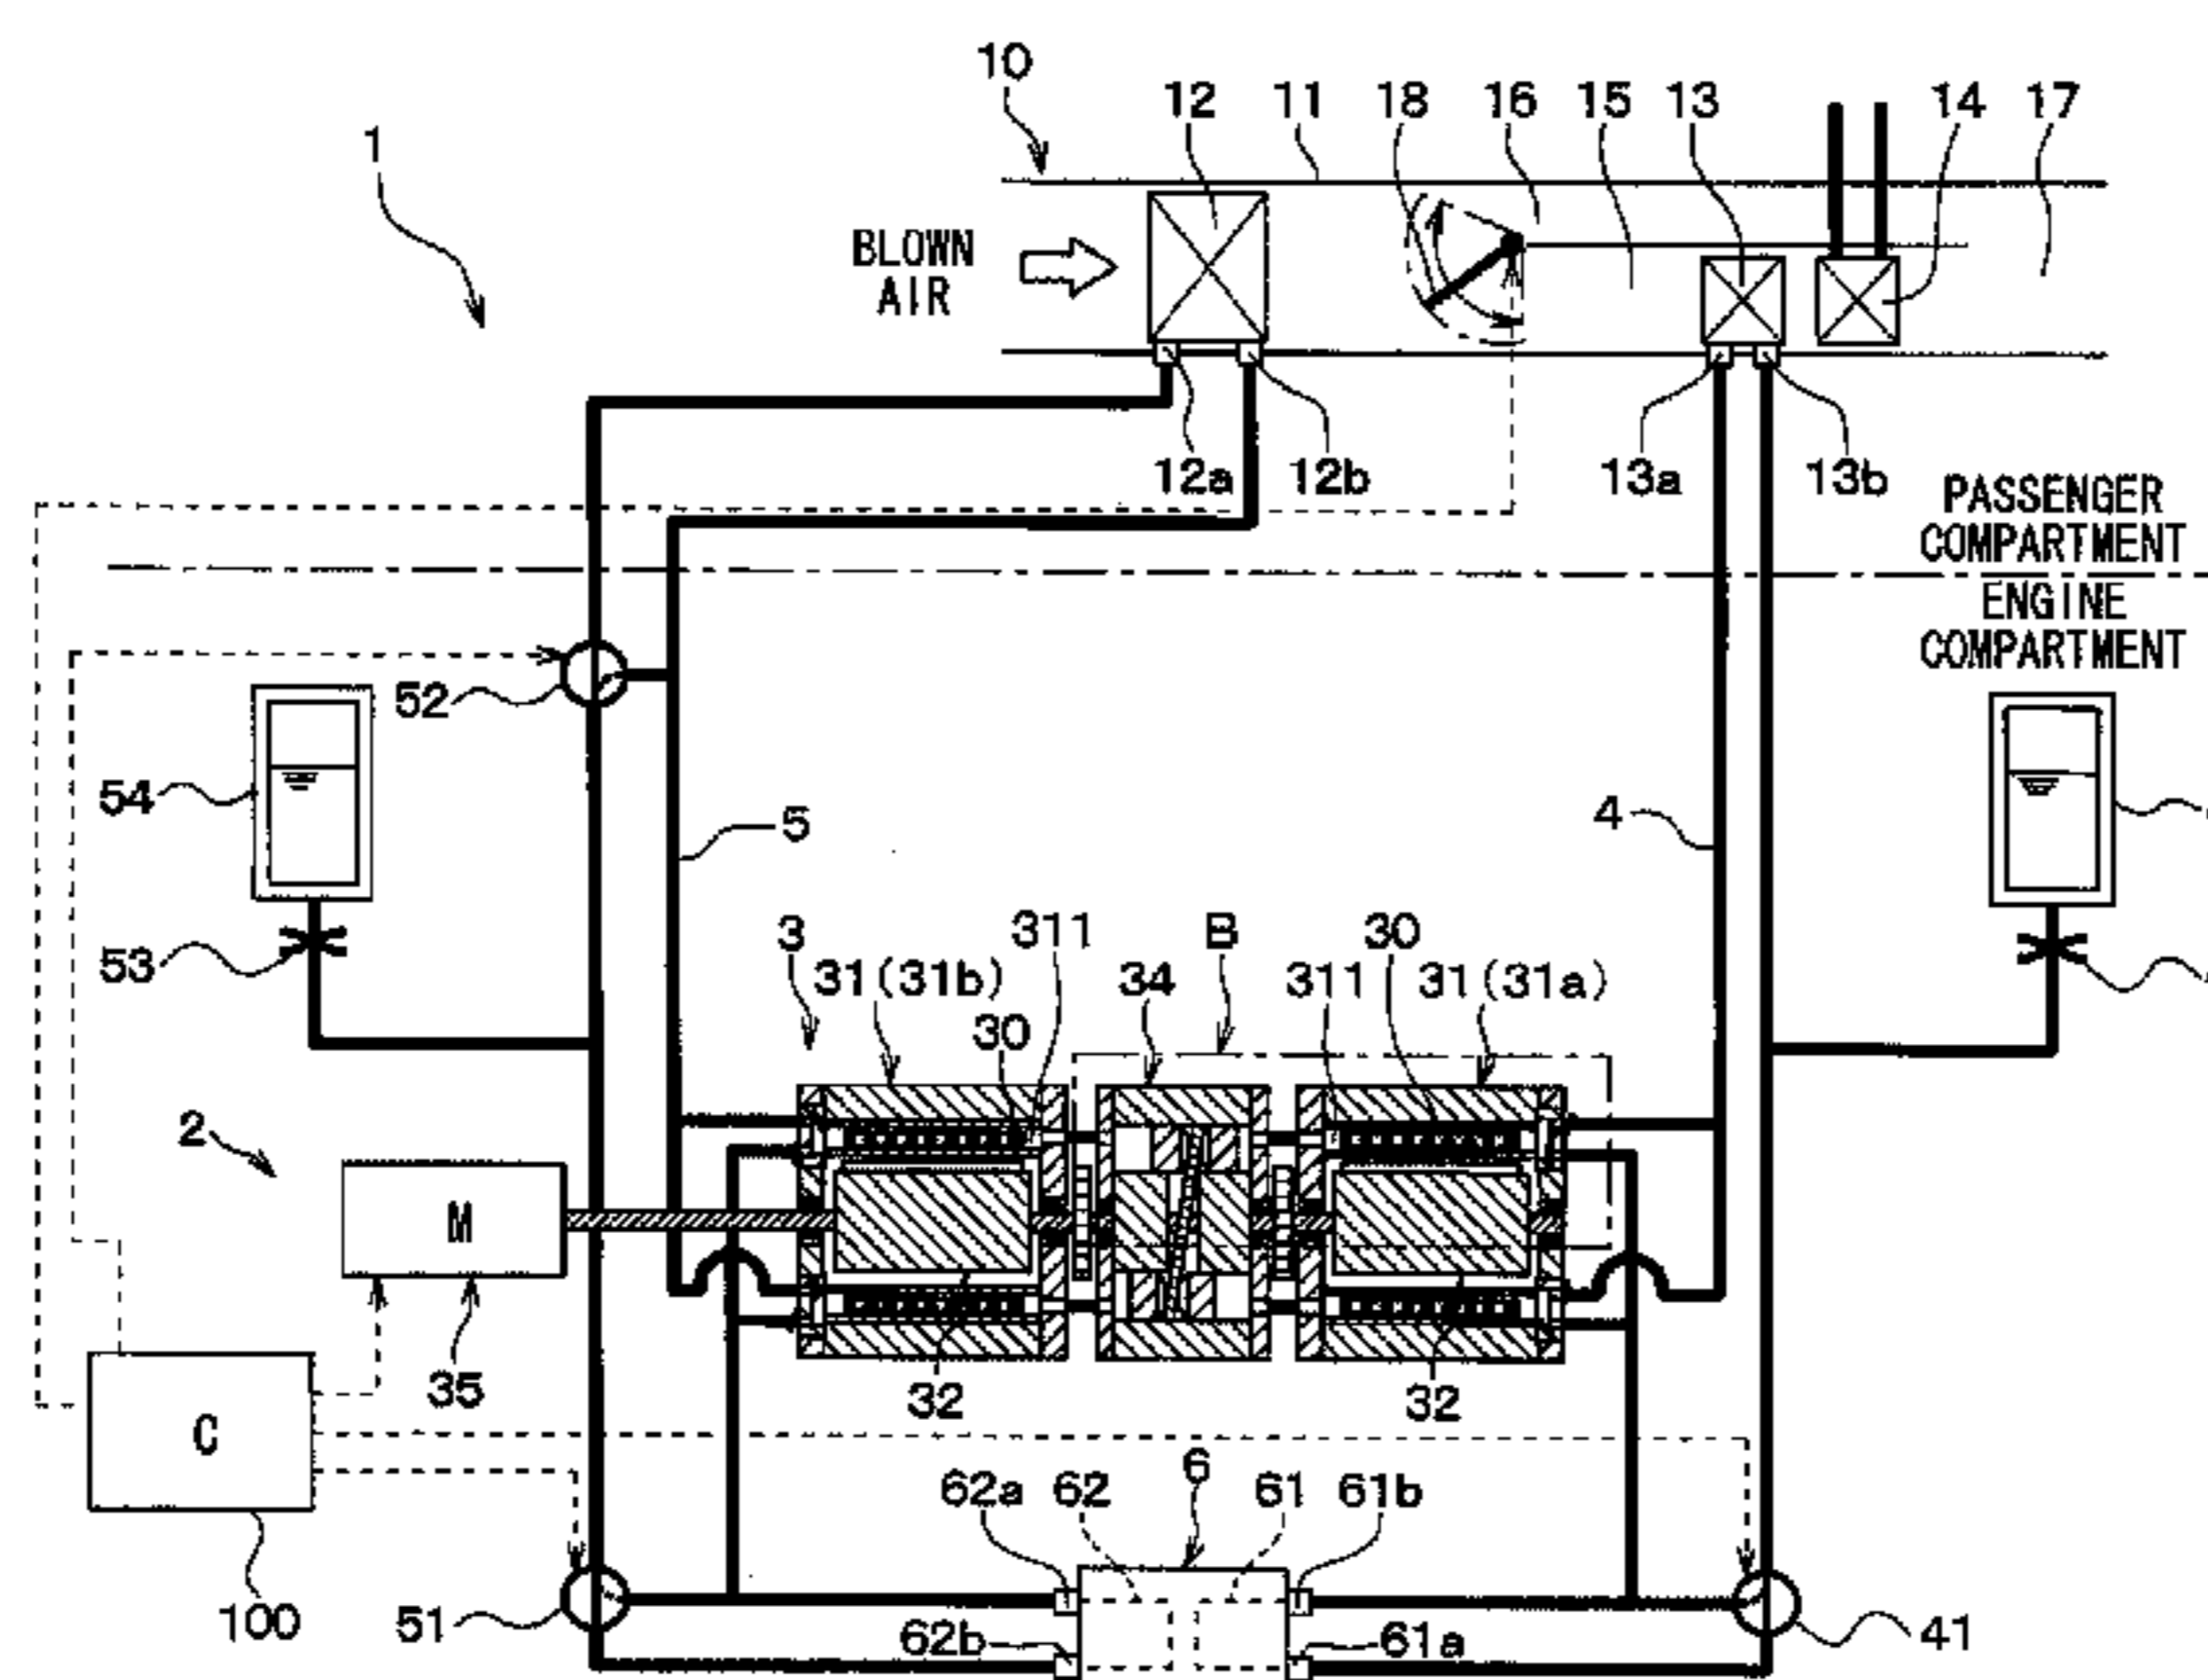 10
12 11 18 16 15 13 14 17
1
BLOWN
AIR
12a 12b 13a 13b
PASSENGER
COMPARTMENT
ENGINE
COMPARTMENT
52
54
5
4
53
3 311 B 30
31(31b) 34 311 31(31a)
30
2
M
35
32 32
C
6
62a 62 61 61b
100
51
62b 61a
41